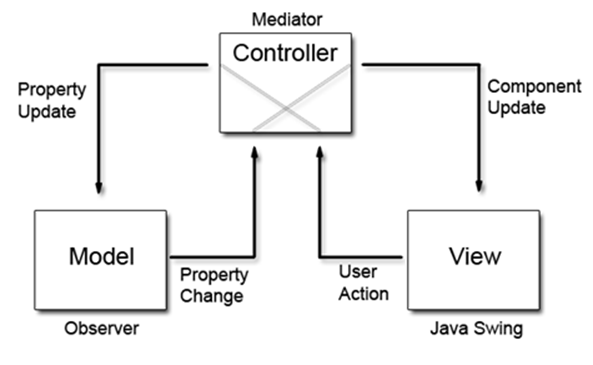 Mediator
Controller
Property
Update
Component
Update
Model
View
Property
Change
User
Action
Observer
Java Swing